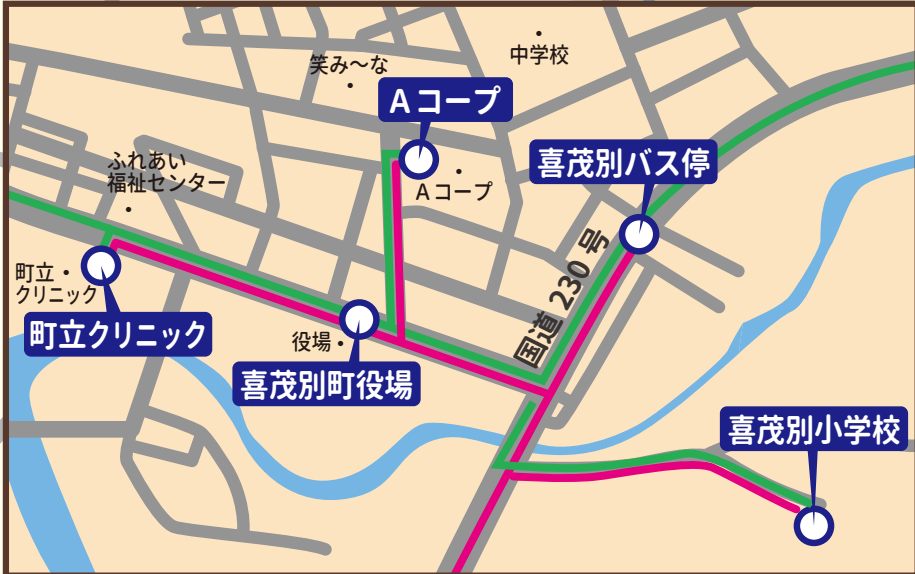 中学校
笑み〜な
Aコープ
喜茂別バス停
ふれあい
福祉センター
Aコープ
国道 230 号
町立
クリニック
町立クリニック
役場
喜茂別町役場
喜茂別小学校